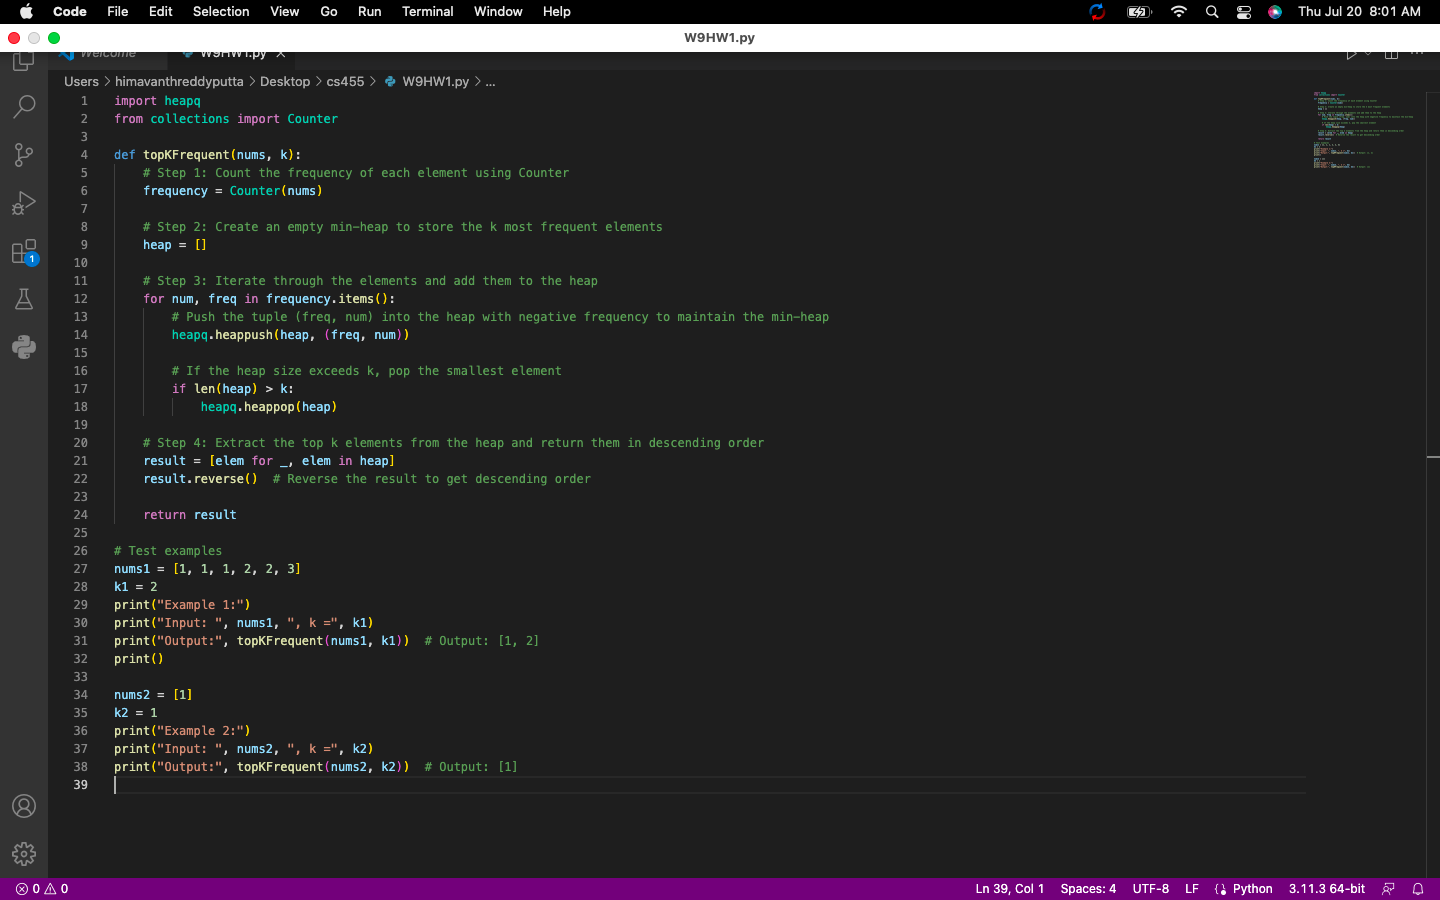 Code File Edit Selection View Go Run Terminal Window Help Thu Jul 20 8:01 AM
W9HW1.py
Welcome W9HW1.py
Users > himavanthreddyputta > Desktop > cs455 > W9HW1.py > ...
1 import heapq
2 from collections import Counter
3
4 def topKFrequent(nums, k):
5 # Step 1: Count the frequency of each element using Counter
6 frequency = Counter(nums)
7
8 # Step 2: Create an empty min-heap to store the k most frequent elements
9 heap = []
10
11 # Step 3: Iterate through the elements and add them to the heap
12 for num, freq in frequency.items():
13 # Push the tuple (freq, num) into the heap with negative frequency to maintain the min-heap
14 heapq.heappush(heap, (freq, num))
15
16 # If the heap size exceeds k, pop the smallest element
17 if len(heap) > k:
18 heapq.heappop(heap)
19
20 # Step 4: Extract the top k elements from the heap and return them in descending order
21 result = [elem for _, elem in heap]
22 result.reverse()  # Reverse the result to get descending order
23
24 return result
25
26 # Test examples
27 nums1 = [1, 1, 1, 2, 2, 3]
28 k1 = 2
29 print("Example 1:")
30 print("Input: ", nums1, ", k =", k1)
31 print("Output:", topKFrequent(nums1, k1))  # Output: [1, 2]
32 print()
33
34 nums2 = [1]
35 k2 = 1
36 print("Example 2:")
37 print("Input: ", nums2, ", k =", k2)
38 print("Output:", topKFrequent(nums2, k2))  # Output: [1]
39
1
0 0 Ln 39, Col 1 Spaces: 4 UTF-8 LF Python 3.11.3 64-bit